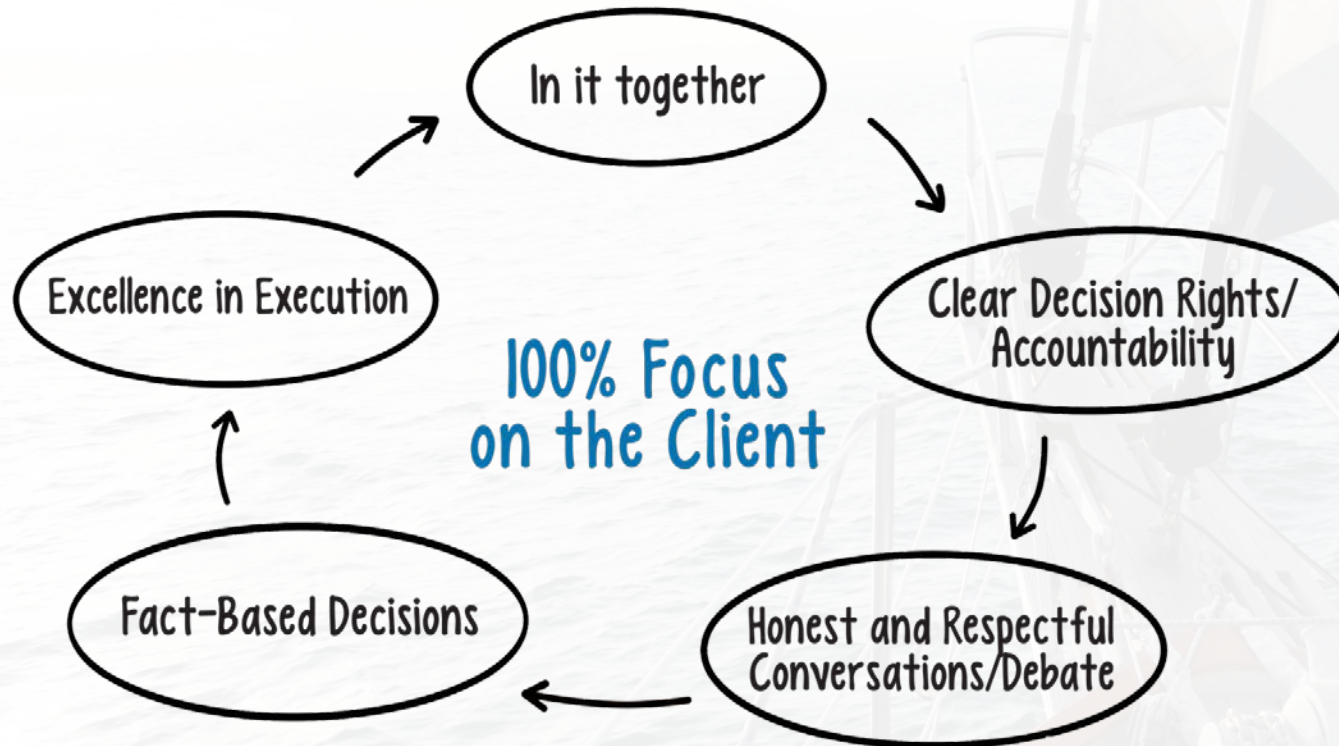 In it together
Clear Decision Rights/
Accountability
Honest and Respectful
Conversations/Debate
Fact-Based Decisions
Excellence in Execution
100% Focus
on the Client